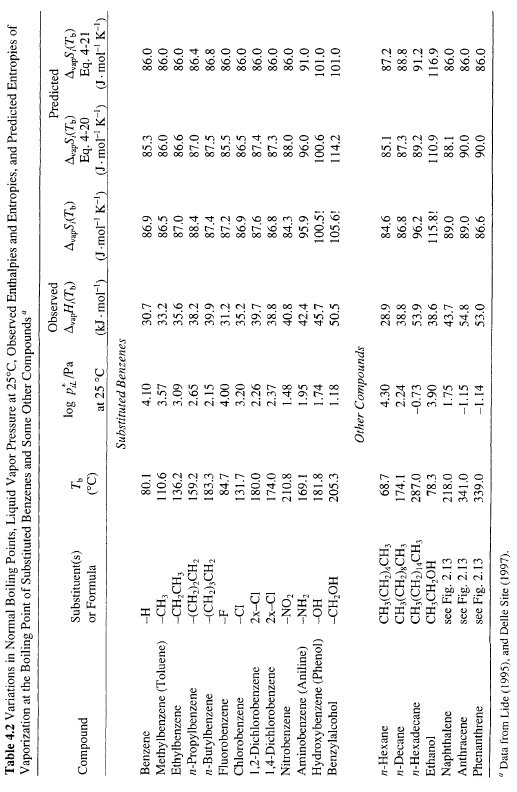 Table 4.2 Variations in Normal Boiling Points, Liquid Vapor Pressure at 25°C, Observed Enthalpies and Entropies, and Predicted Entropies of
Vaporization at the Boiling Point of Substituted Benzenes and Some Other Compounds a
Observed Predicted
Compound Substituent(s) or Formula Tb (°C) log p*iL /Pa at 25 °C ΔvapHi(Tb) (kJ·mol−1) ΔvapSi(Tb) (J·mol−1 K−1) ΔvapSi(Tb) Eq. 4-20 (J·mol−1 K−1) ΔvapSi(Tb) Eq. 4-21 (J·mol−1 K−1)
Substituted Benzenes
Benzene –H 80.1 4.10 30.7 86.9 85.3 86.0
Methylbenzene (Toluene) –CH3 110.6 3.57 33.2 86.5 86.0 86.0
Ethylbenzene –CH2CH3 136.2 3.09 35.6 87.0 86.6 86.0
n-Propylbenzene –(CH2)2CH2 159.2 2.65 38.2 88.4 87.0 86.4
n-Butylbenzene –(CH2)3CH2 183.3 2.15 39.9 87.4 87.5 86.8
Fluorobenzene –F 84.7 4.00 31.2 87.2 85.5 86.0
Chlorobenzene –Cl 131.7 3.20 35.2 86.9 86.5 86.0
1,2-Dichlorobenzene 2x–Cl 180.0 2.26 39.7 87.6 87.4 86.0
1,4-Dichlorobenzene 2x–Cl 174.0 2.37 38.8 86.8 87.3 86.0
Nitrobenzene –NO2 210.8 1.48 40.8 84.3 88.0 86.0
Aminobenzene (Aniline) –NH2 169.1 1.95 42.4 95.9 96.0 91.0
Hydroxybenzene (Phenol) –OH 181.8 1.74 45.7 100.5! 100.6 101.0
Benzylalcohol –CH2OH 205.3 1.18 50.5 105.6! 114.2 101.0
Other Compounds
n-Hexane CH3(CH2)4CH3 68.7 4.30 28.9 84.6 85.1 87.2
n-Decane CH3(CH2)8CH3 174.1 2.24 38.8 86.8 87.3 88.8
n-Hexadecane CH3(CH2)14CH3 287.0 −0.73 53.9 96.2 89.2 91.2
Ethanol CH3CH2OH 78.3 3.90 38.6 115.8! 110.9 116.9
Naphthalene see Fig. 2.13 218.0 1.75 43.7 89.0 88.1 86.0
Anthracene see Fig. 2.13 341.0 −1.15 54.8 89.0 90.0 86.0
Phenanthrene see Fig. 2.13 339.0 −1.14 53.0 86.6 90.0 86.0
a Data from Lide (1995), and Delle Site (1997).